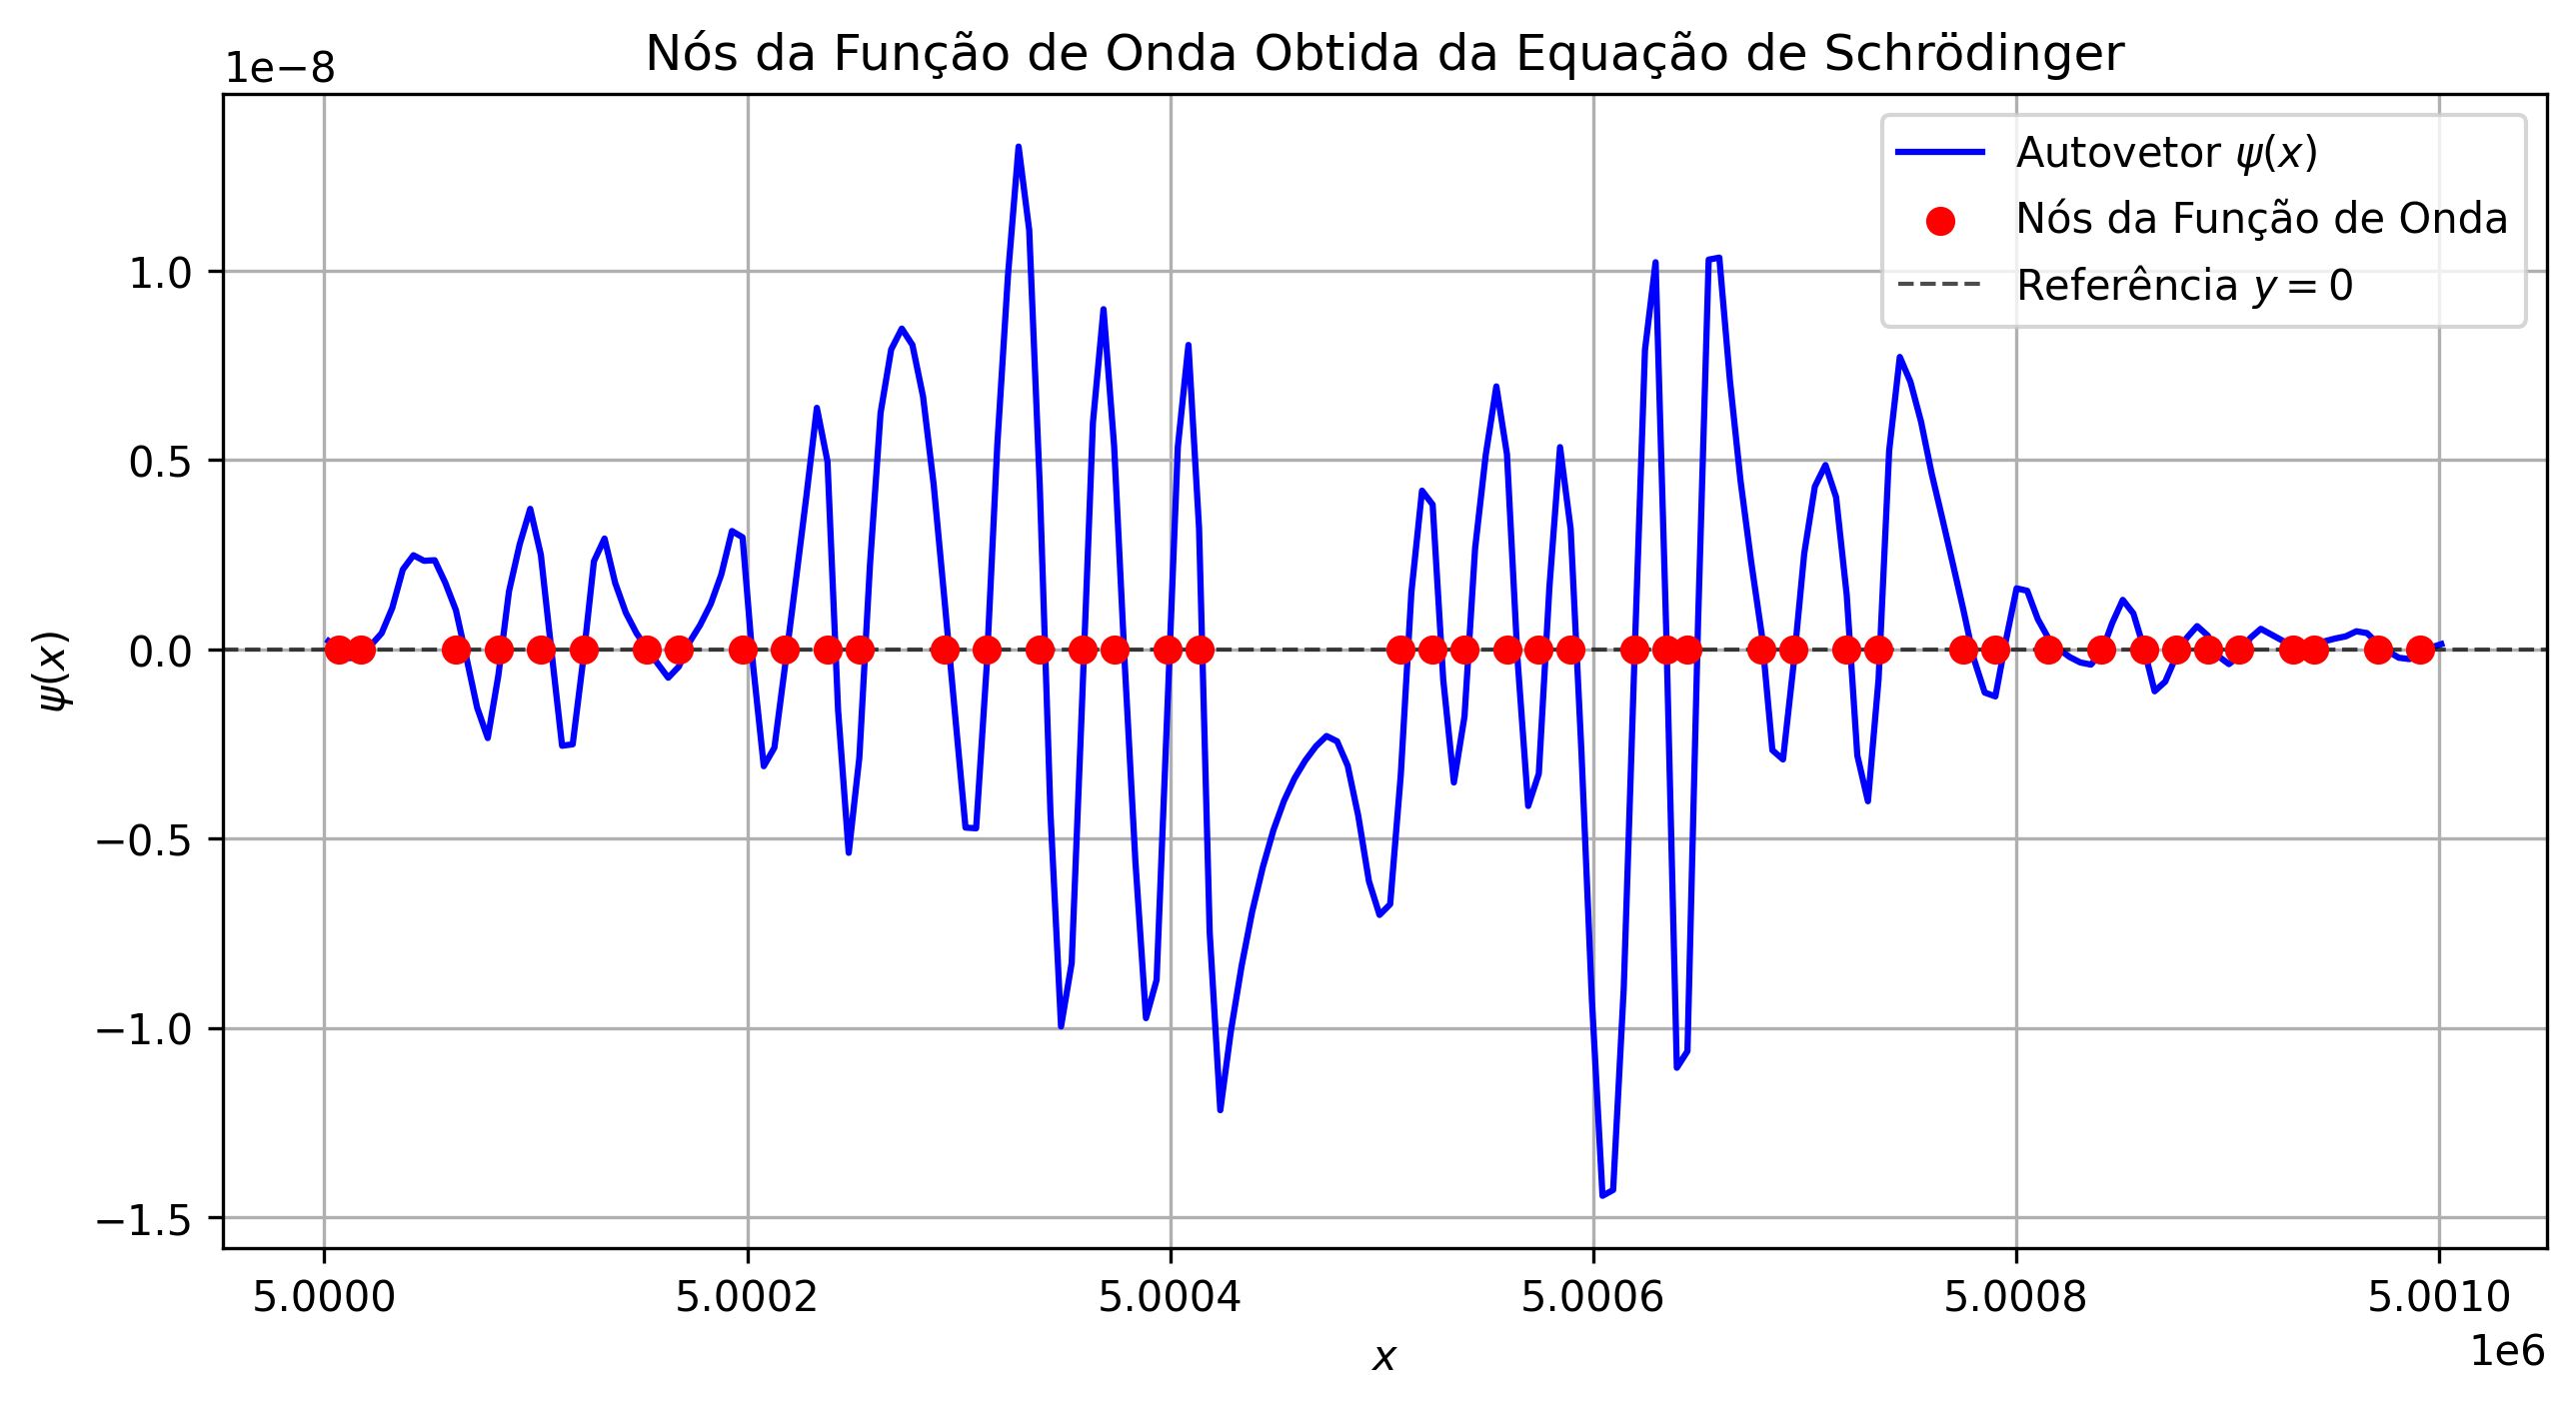 Nós da Função de Onda Obtida da Equação de Schrödinger
1e−8
Autovetor ψ(x)
Nós da Função de Onda
Referência y = 0
1.0
0.5
0.0
−0.5
−1.0
−1.5
ψ(x)
5.0000 5.0002 5.0004 5.0006 5.0008 5.0010
x
1e6